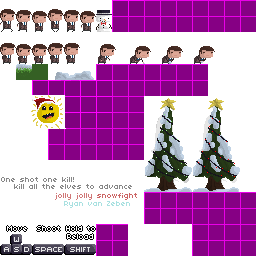 One shot one kill!
kill all the elves to advance
jolly jolly snowfight
Ryan van Zeben
Move Shoot Hold to
Reload
W
A S D SPACE SHIFT